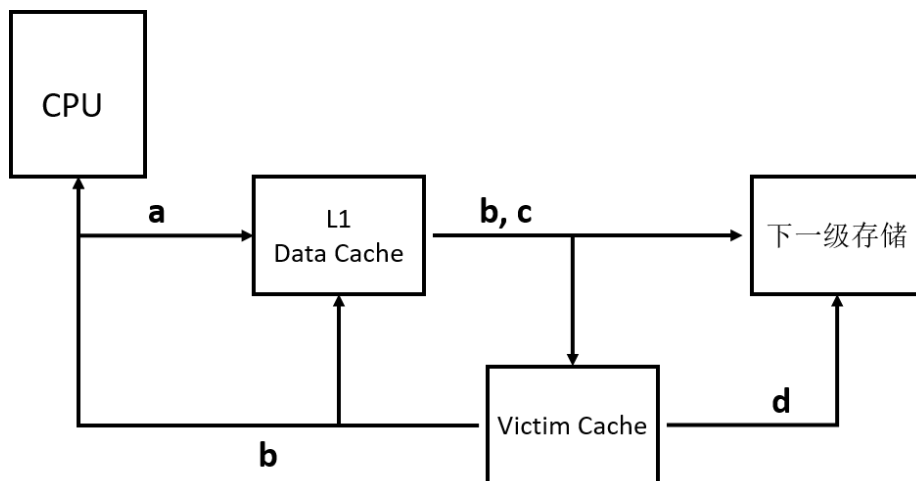 CPU
a
L1
Data Cache
b, c
下一级存储
Victim Cache
d
b